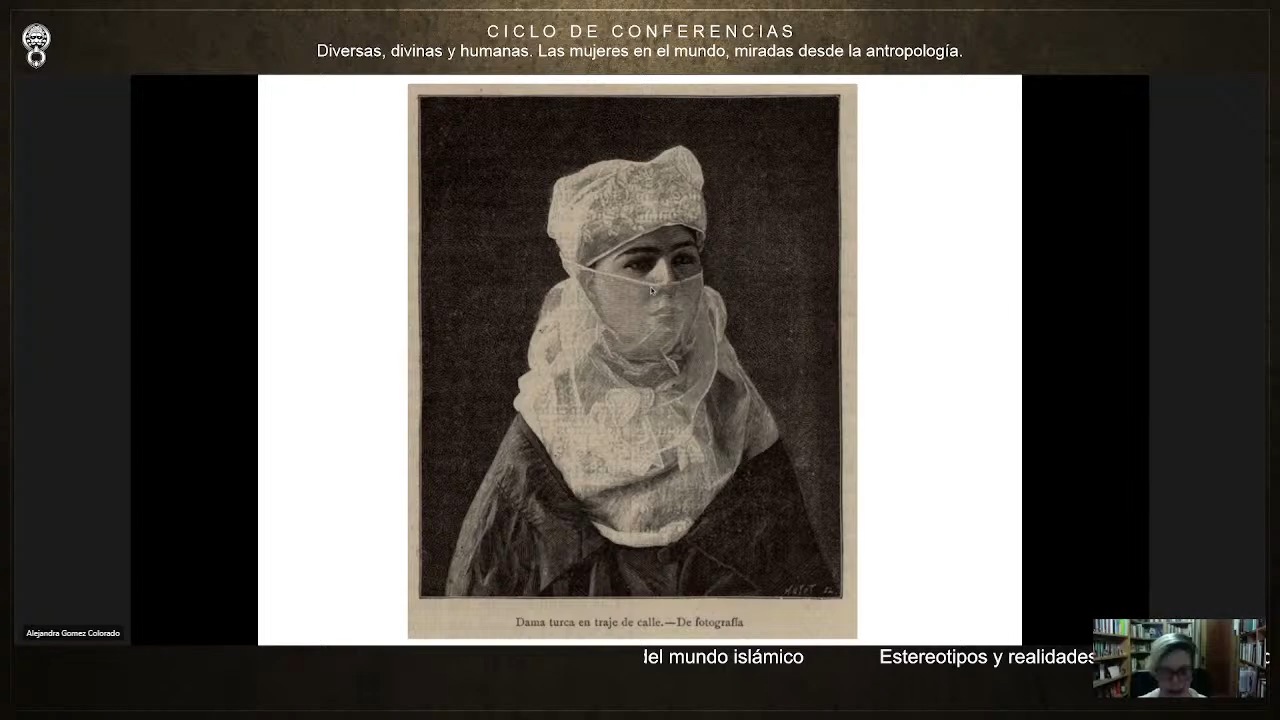 CICLO DE CONFERENCIAS
Diversas, divinas y humanas. Las mujeres en el mundo, miradas desde la antropología.
Dama turca en traje de calle.—De fotografía
Alejandra Gomez Colorado
del mundo islámico Estereotipos y realidades